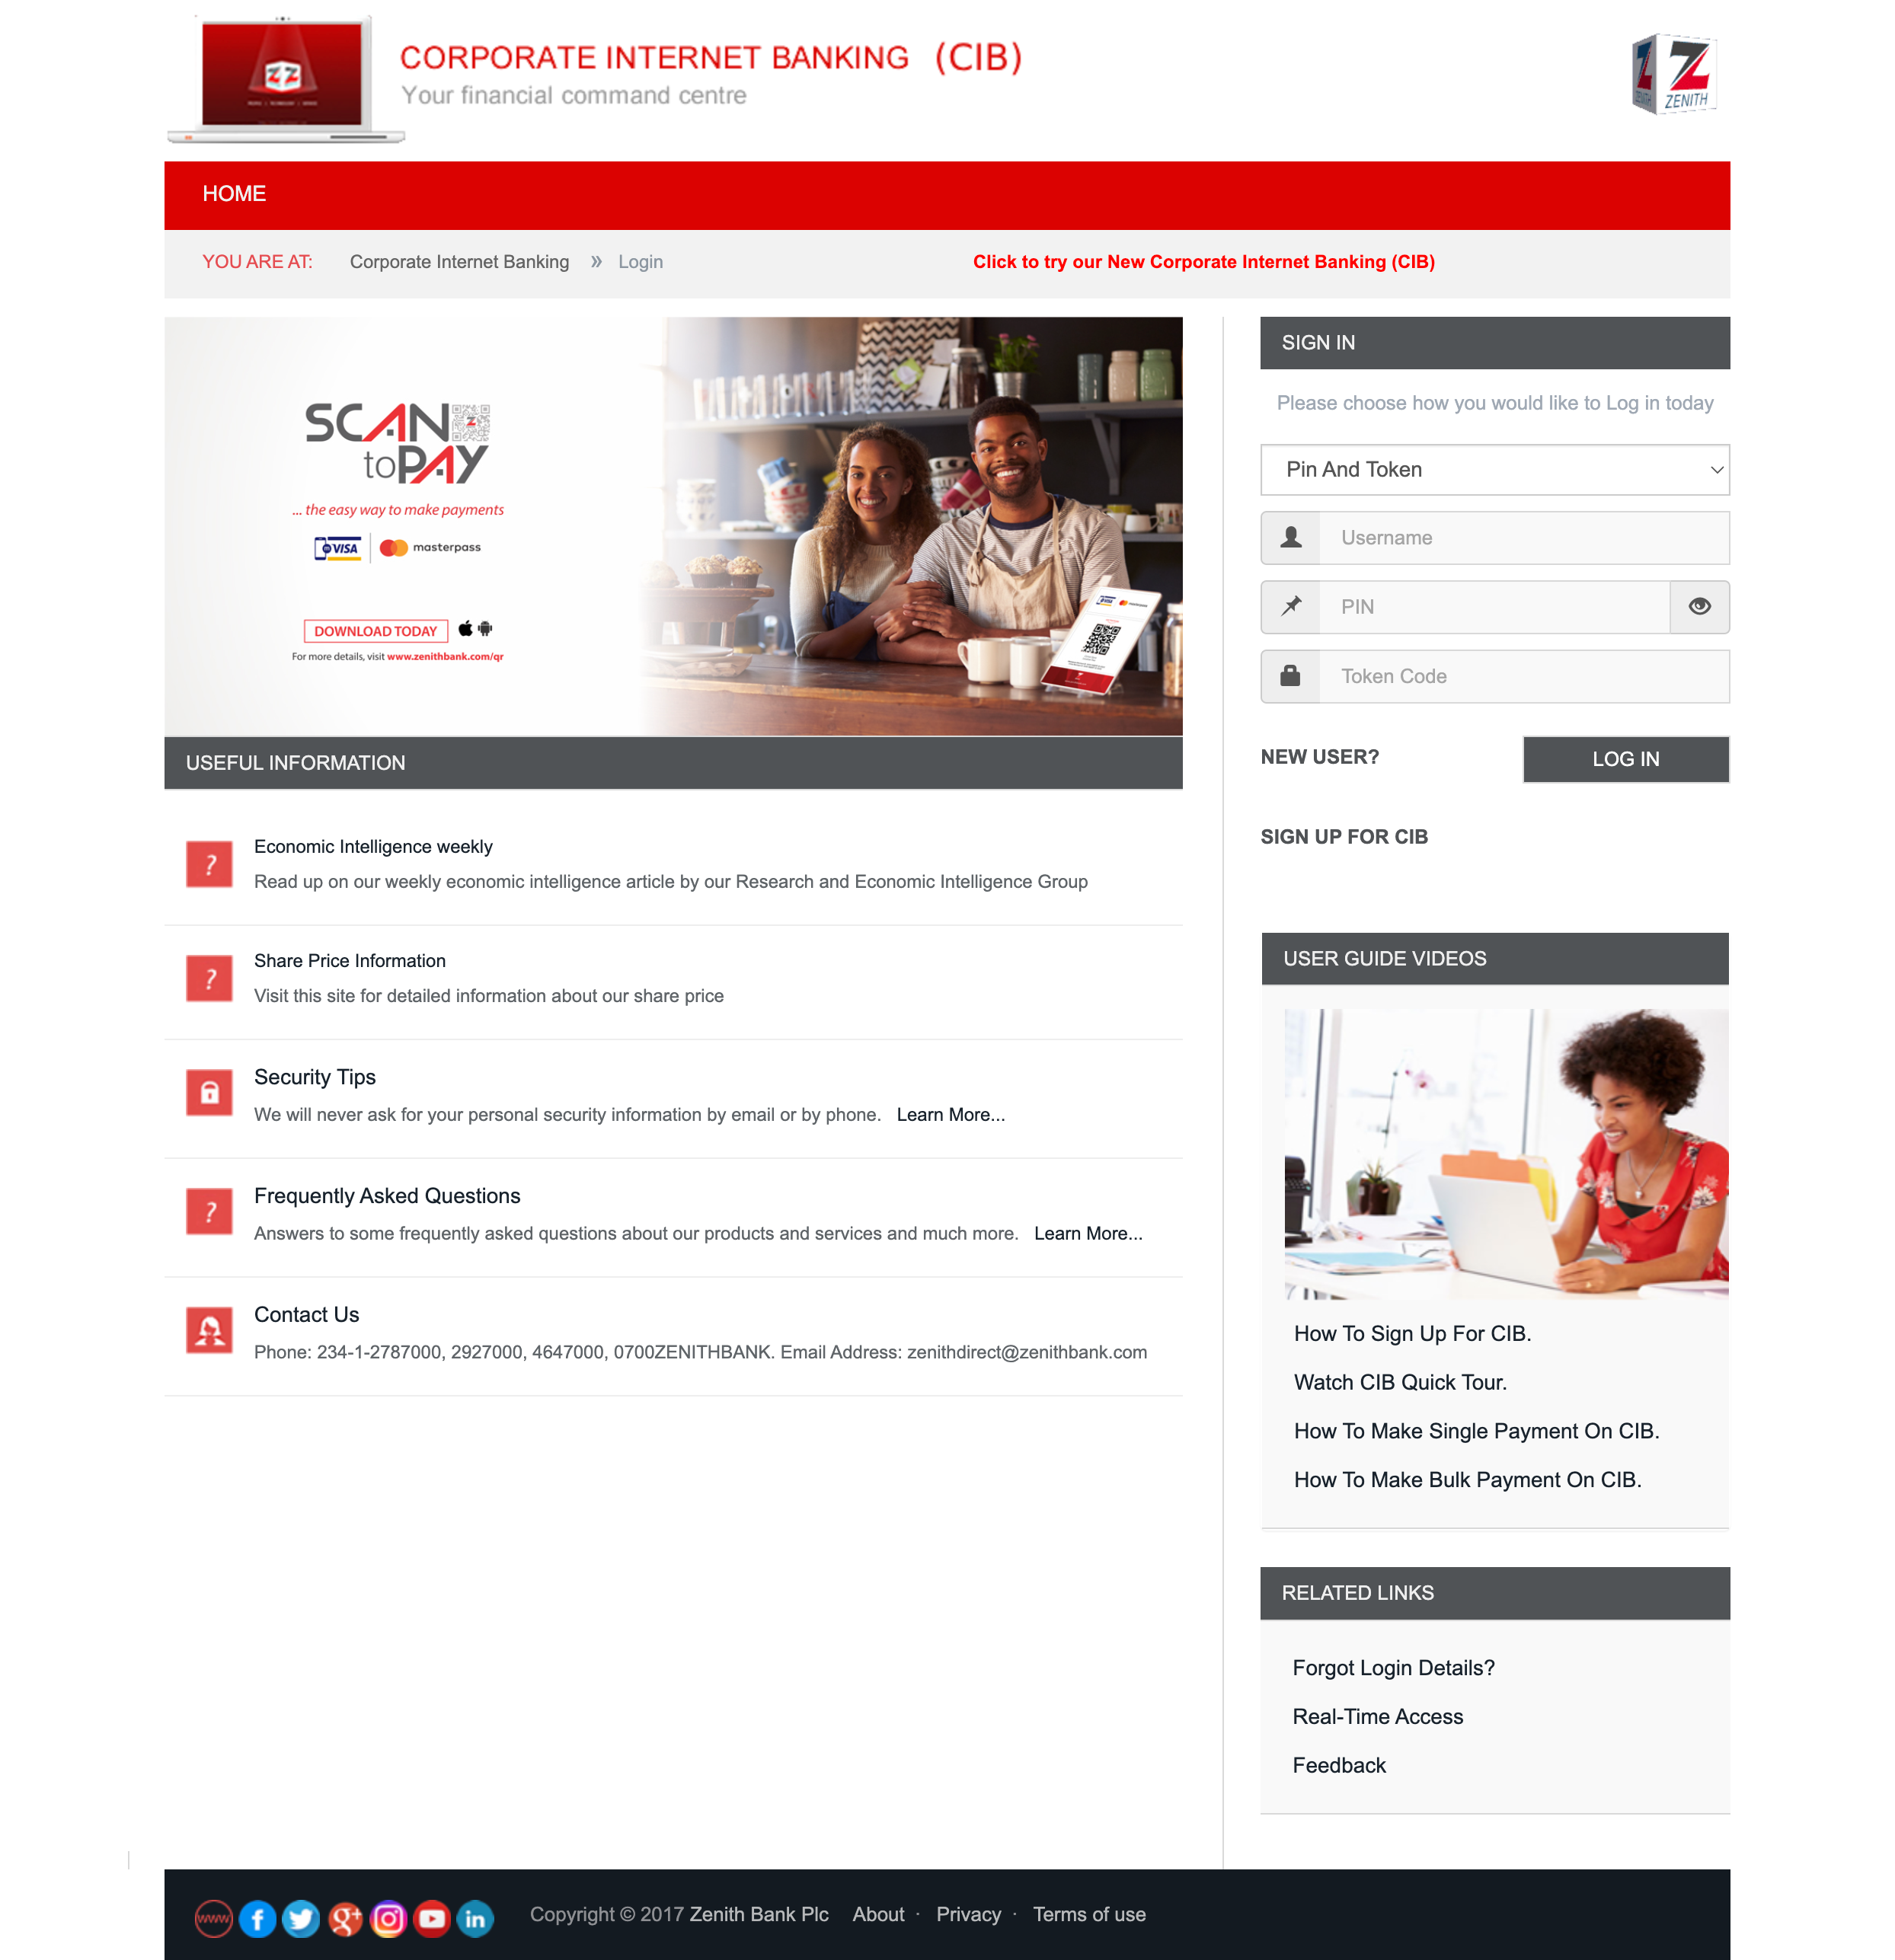 CORPORATE INTERNET BANKING (CIB)
Your financial command centre
ZENITH
ZENITH
HOME
YOU ARE AT: Corporate Internet Banking » Login
Click to try our New Corporate Internet Banking (CIB)
SCAN
to PAY
... the easy way to make payments
VISA masterpass
DOWNLOAD TODAY
For more details, visit www.zenithbank.com/qr
SIGN IN
Please choose how you would like to Log in today
Pin And Token
Username
PIN
Token Code
NEW USER?
LOG IN
SIGN UP FOR CIB
USEFUL INFORMATION
Economic Intelligence weekly
Read up on our weekly economic intelligence article by our Research and Economic Intelligence Group
Share Price Information
Visit this site for detailed information about our share price
Security Tips
We will never ask for your personal security information by email or by phone. Learn More...
Frequently Asked Questions
Answers to some frequently asked questions about our products and services and much more. Learn More...
Contact Us
Phone: 234-1-2787000, 2927000, 4647000, 0700ZENITHBANK. Email Address: zenithdirect@zenithbank.com
USER GUIDE VIDEOS
How To Sign Up For CIB.
Watch CIB Quick Tour.
How To Make Single Payment On CIB.
How To Make Bulk Payment On CIB.
RELATED LINKS
Forgot Login Details?
Real-Time Access
Feedback
www
Copyright © 2017 Zenith Bank Plc About · Privacy · Terms of use